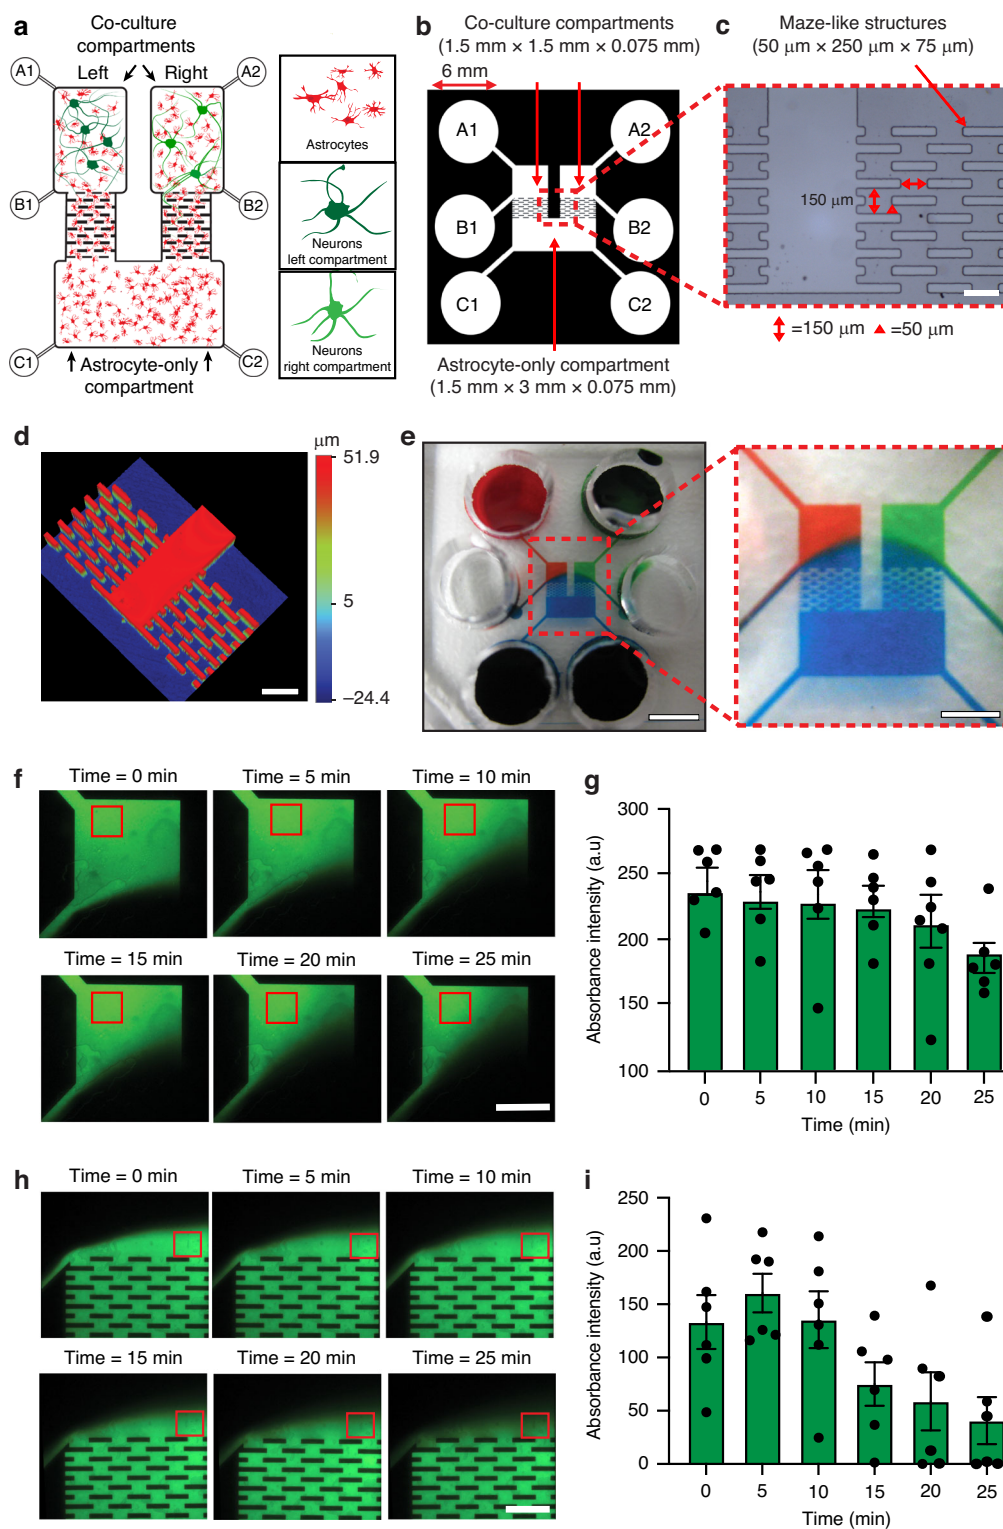 a
Co-culture
compartments
Left
Right
A1
A2
B1
B2
C1
C2
Astrocyte-only
compartment
Astrocytes
Neurons
left compartment
Neurons
right compartment
b
Co-culture compartments
(1.5 mm × 1.5 mm × 0.075 mm)
6 mm
A1
A2
B1
B2
C1
C2
Astrocyte-only compartment
(1.5 mm × 3 mm × 0.075 mm)
c
Maze-like structures
(50 μm × 250 μm × 75 μm)
150 μm
=150 μm
=50 μm
d
μm
51.9
5
−24.4
e
f
Time = 0 min
Time = 5 min
Time = 10 min
Time = 15 min
Time = 20 min
Time = 25 min
g
Absorbance intensity (a.u)
300
250
200
150
100
0
5
10
15
20
25
Time (min)
h
Time = 0 min
Time = 5 min
Time = 10 min
Time = 15 min
Time = 20 min
Time = 25 min
i
Absorbance intensity (a.u)
250
200
150
100
50
0
0
5
10
15
20
25
Time (min)